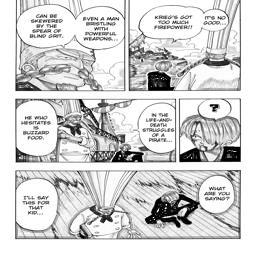 IT'S NO
GOOD...
KRIEG'S GOT
TOO MUCH
FIREPOWER!!
EVEN A MAN
BRISTLING
WITH
POWERFUL
WEAPONS...
CAN BE
SKEWERED
BY THE
SPEAR OF
BLIND GRIT.
?
IN THE
LIFE-AND-
DEATH
STRUGGLES
OF A
PIRATE...
HE WHO
HESITATES
IS
BUZZARD
FOOD.
WHAT
ARE YOU
SAYING?
I'LL SAY
THIS FOR
THAT
KID...